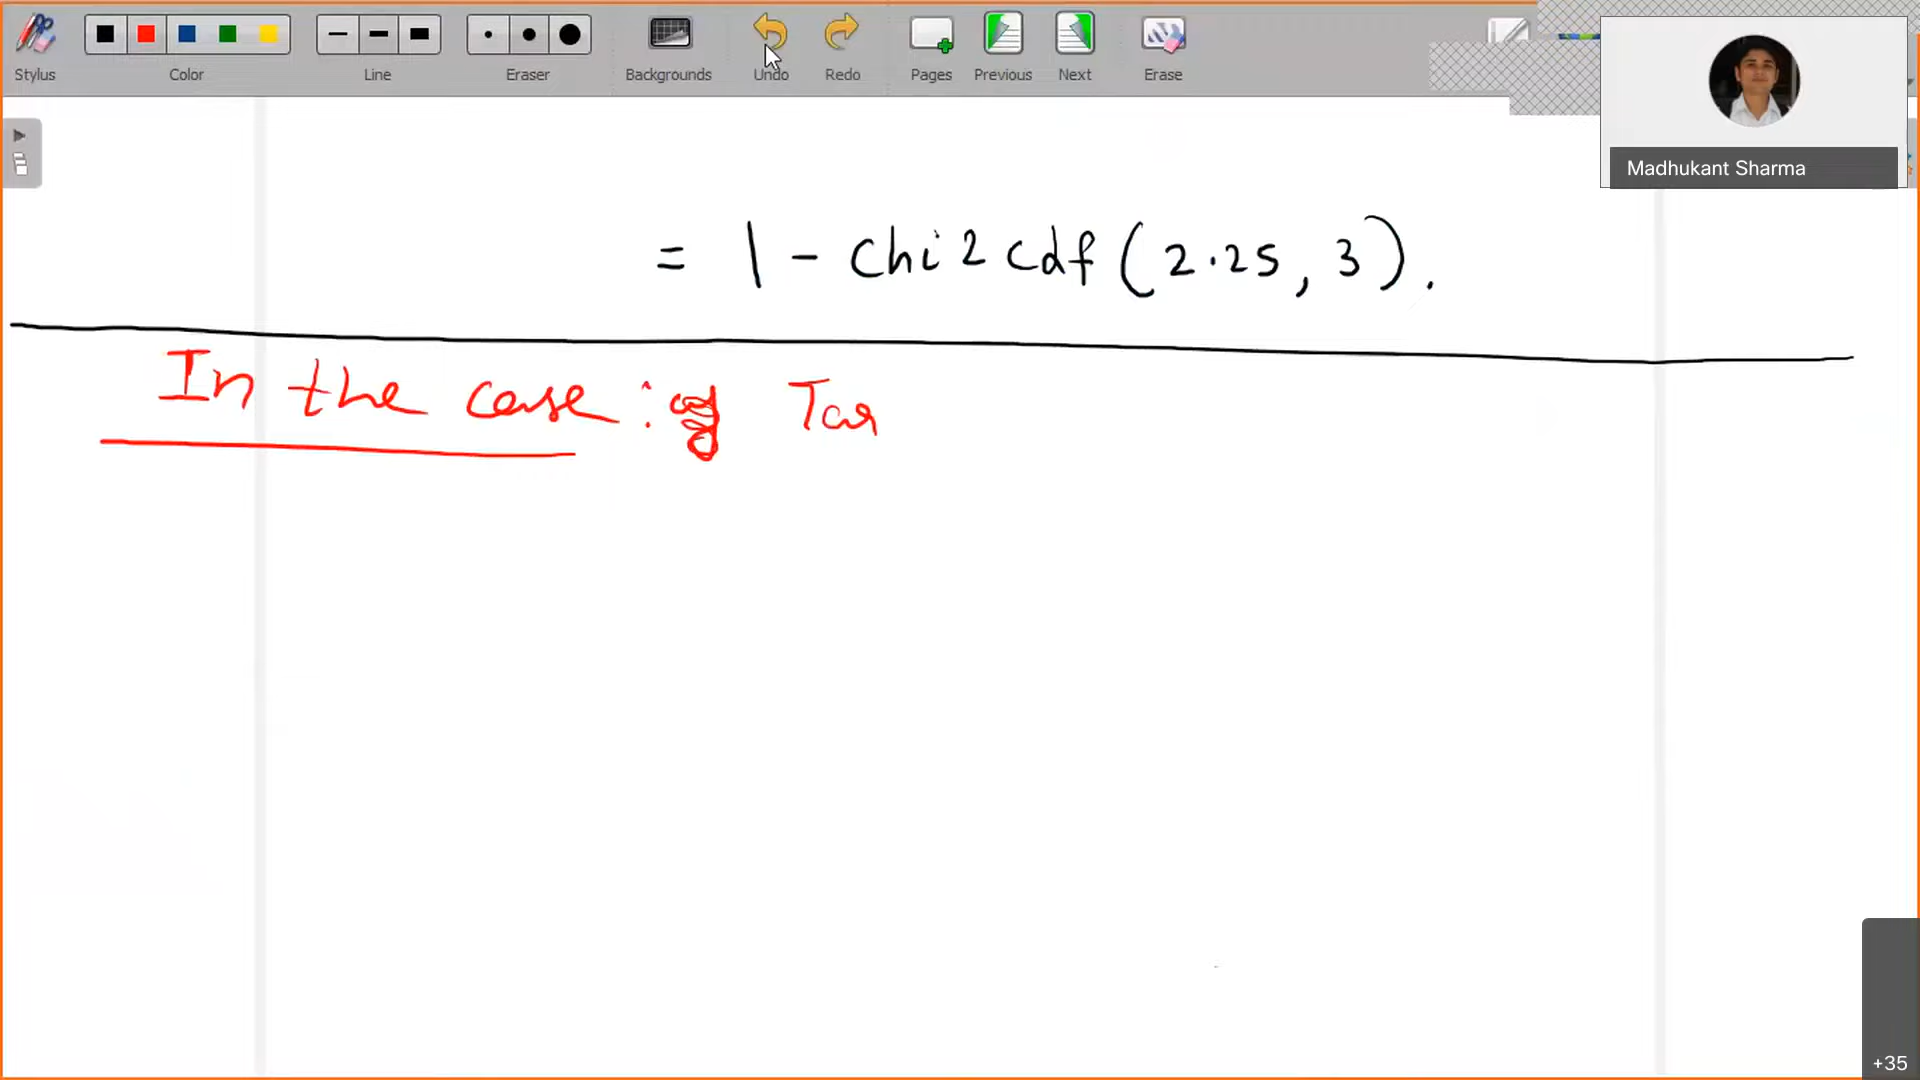 Stylus Color Line Eraser Backgrounds Undo Redo Pages Previous Next Erase
Madhukant Sharma
= 1 - chi2cdf(2.25, 3).
In the case : of Tar
+35